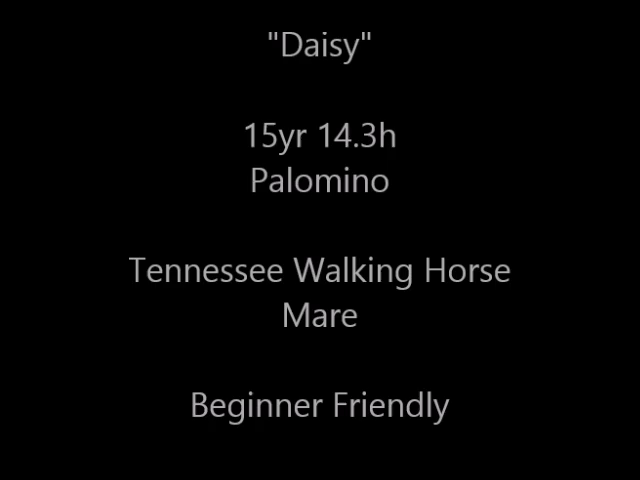 "Daisy"
15yr 14.3h
Palomino
Tennessee Walking Horse
Mare
Beginner Friendly